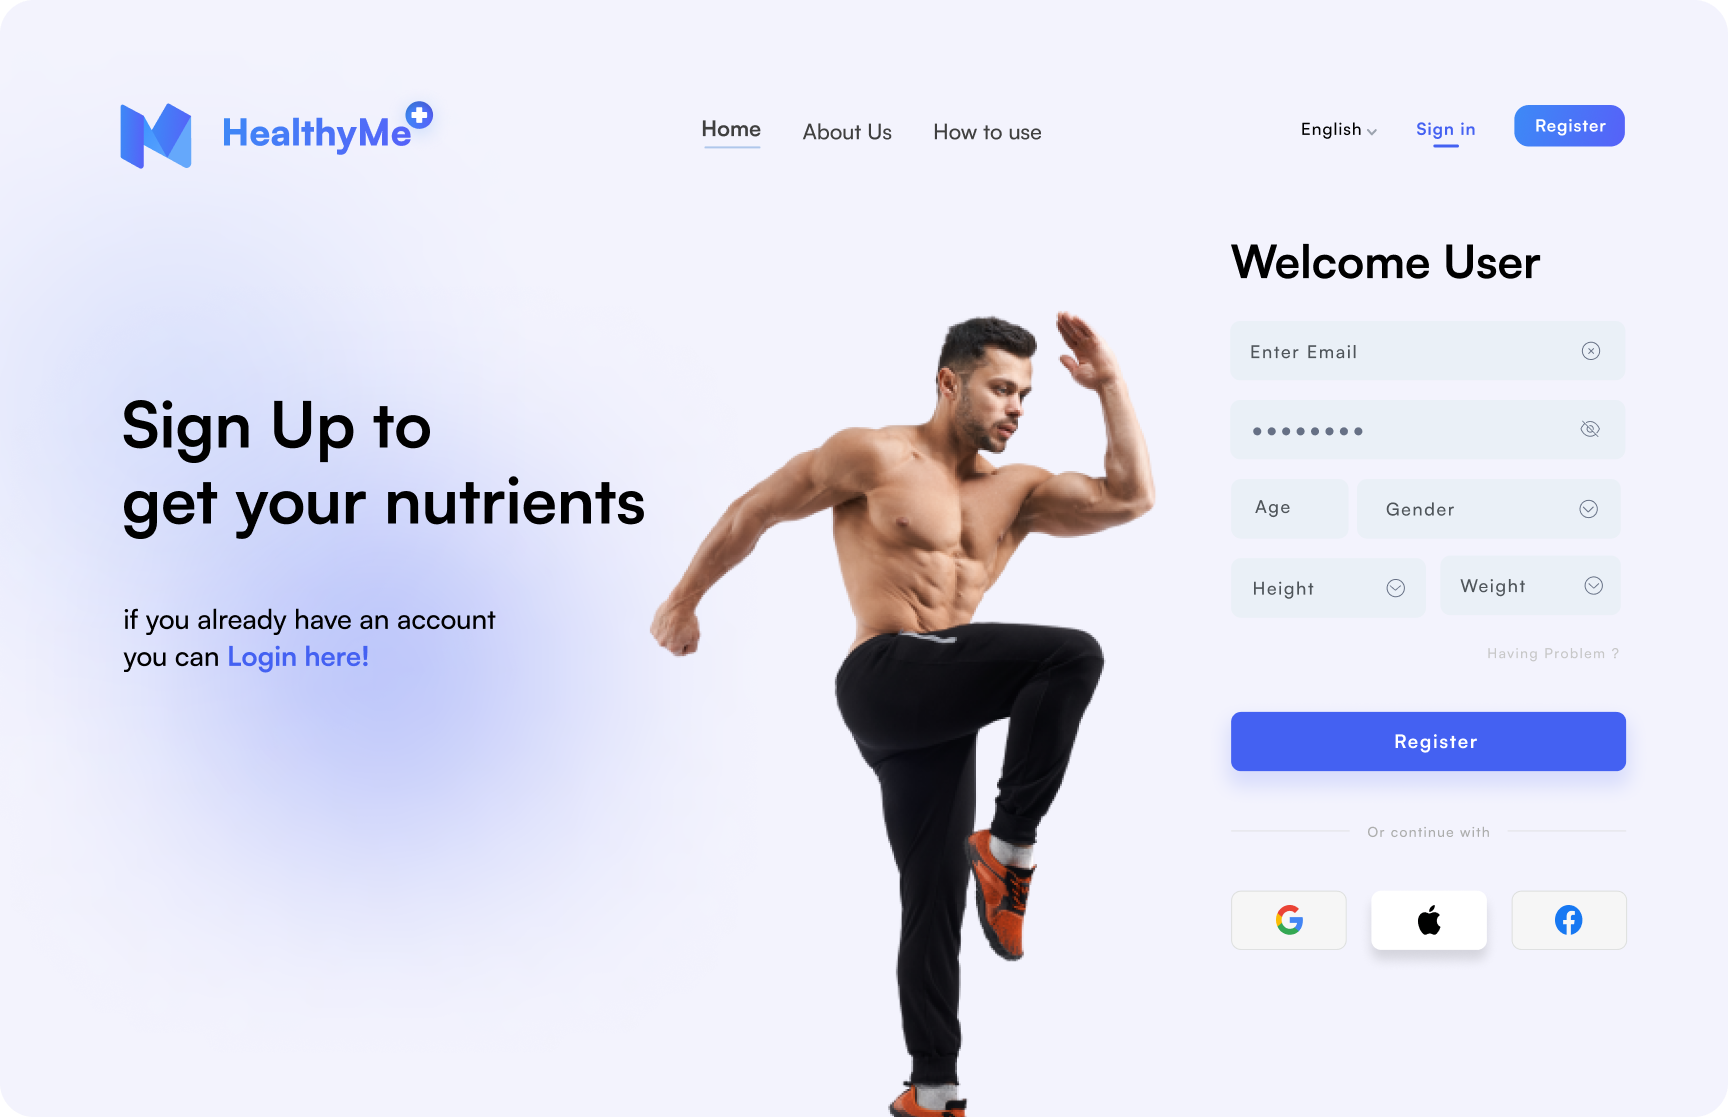 HealthyMe
Home
About Us
How to use
English
Sign in
Register
Welcome User
Enter Email
Sign Up to
get your nutrients
Age
Gender
Height
Weight
if you already have an account
you can Login here!
Having Problem ?
Register
Or continue with